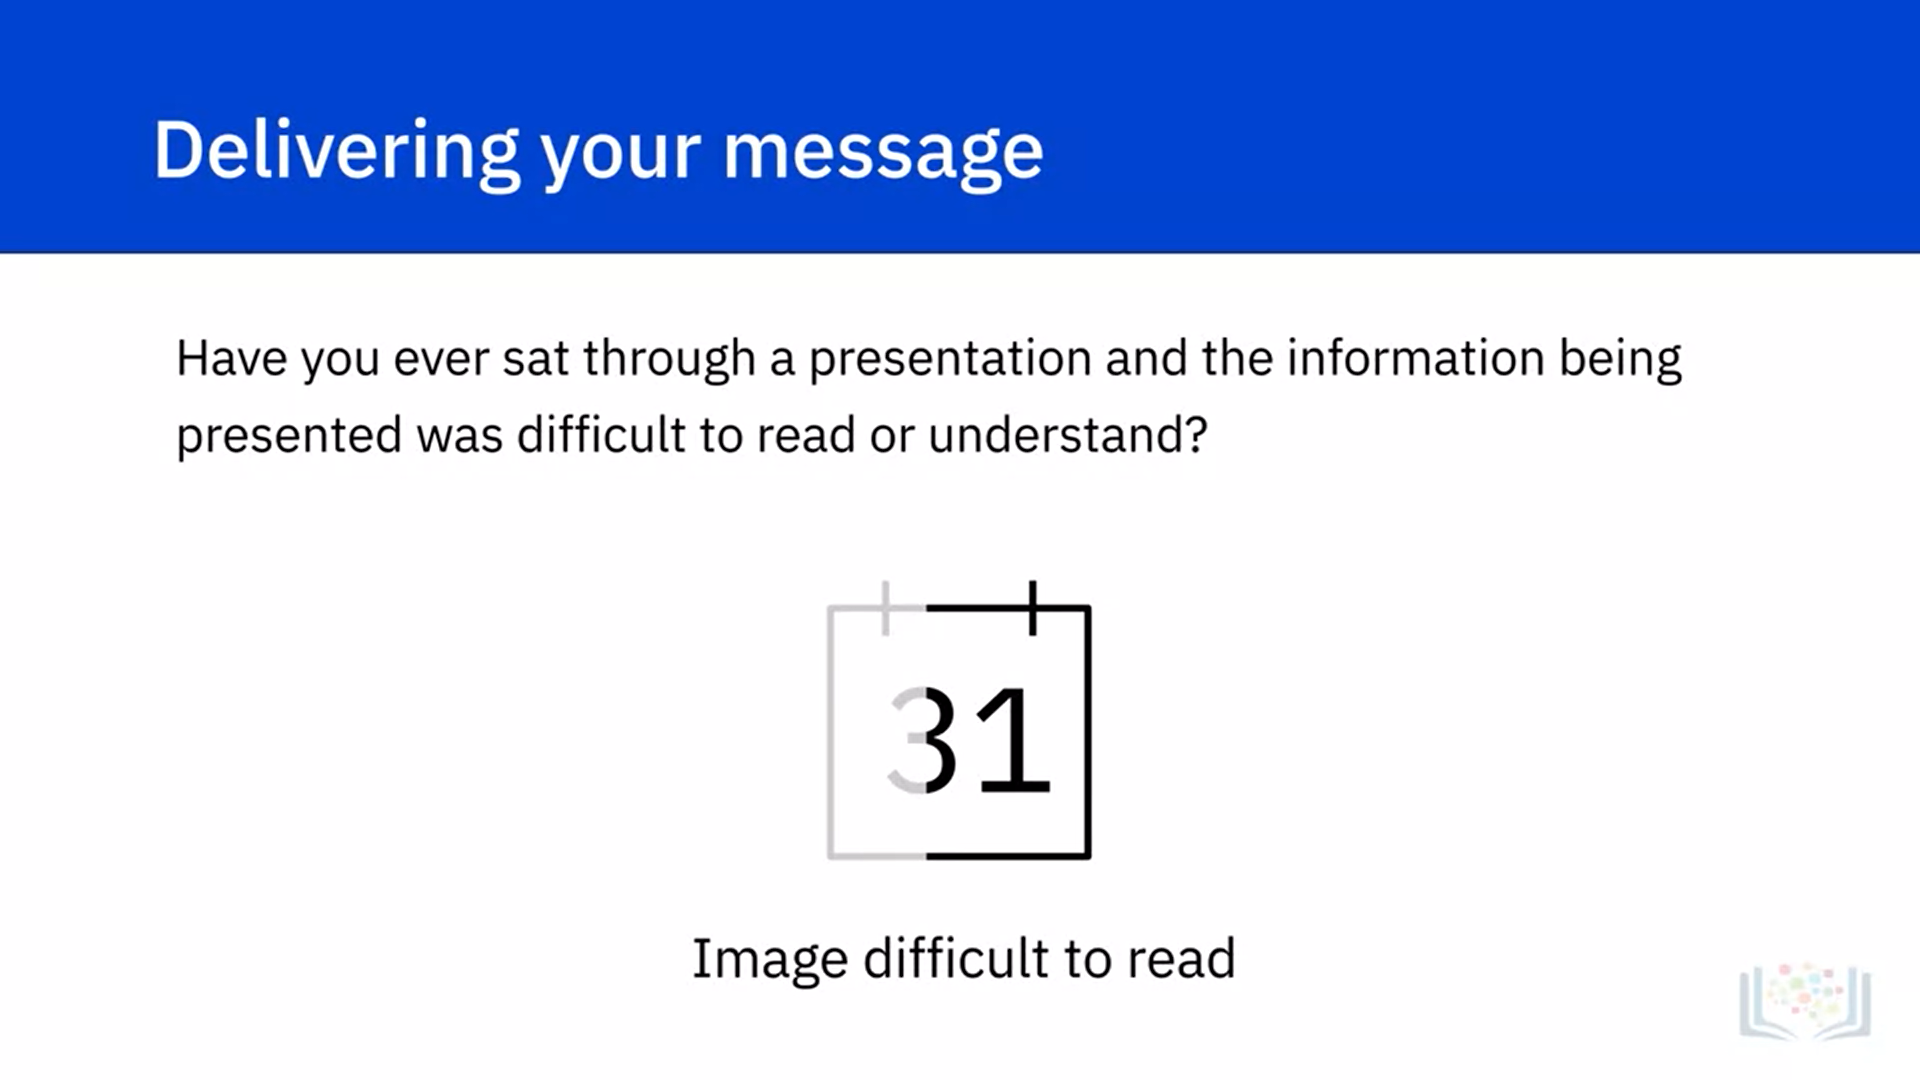 Delivering your message
Have you ever sat through a presentation and the information being
presented was difficult to read or understand?
31
Image difficult to read